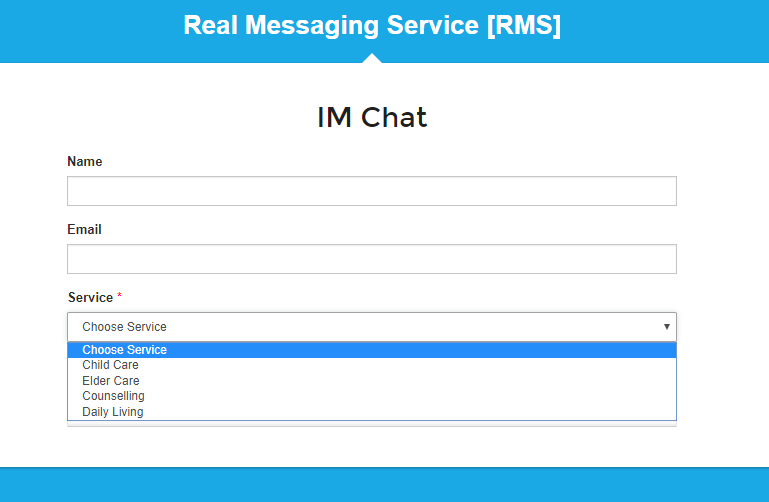 Real Messaging Service [RMS]
IM Chat
Name
Email
Service *
Choose Service
Choose Service
Child Care
Elder Care
Counselling
Daily Living